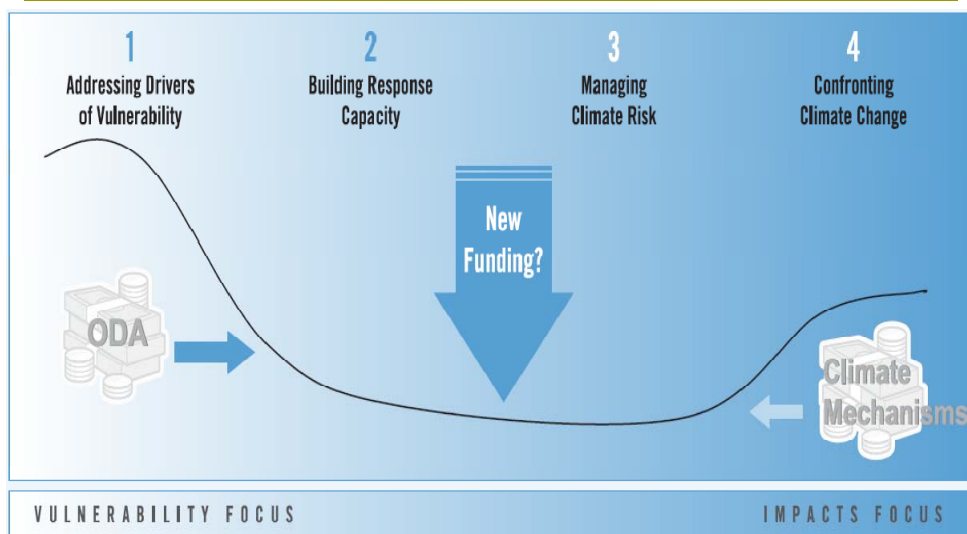 1
Addressing Drivers
of Vulnerability
2
Building Response
Capacity
3
Managing
Climate Risk
4
Confronting
Climate Change
New
Funding?
ODA
Climate
Mechanisms
VULNERABILITY FOCUS
IMPACTS FOCUS